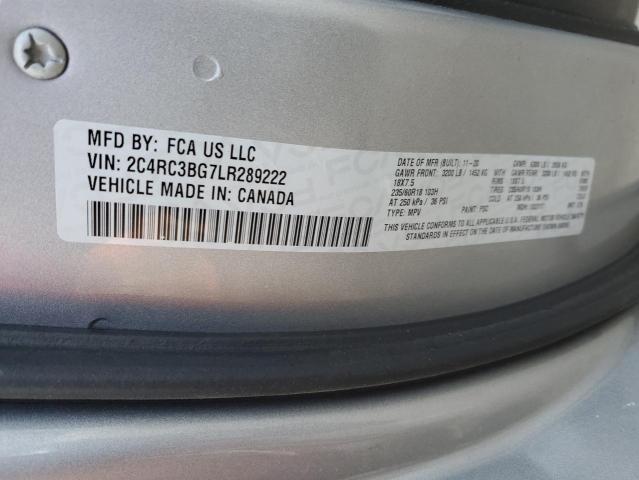 MFD BY: FCA US LLC
VIN: 2C4RC3BG7LR289222
VEHICLE MADE IN: CANADA
DATE OF MFR (BUILT): 11-20
GAWR FRONT: 3200 LB / 1452 KG WITH
18X7.5
235/60R18 103H
AT 250 kPa / 36 PSI
TYPE: MPV PAINT: PSC
THIS VEHICLE CONFORMS TO ALL APPLICABLE U.S.A. FEDERAL MOTOR VEHICLE
STANDARDS IN EFFECT ON THE DATE OF MANUFACTURE SHOWN ABOVE.